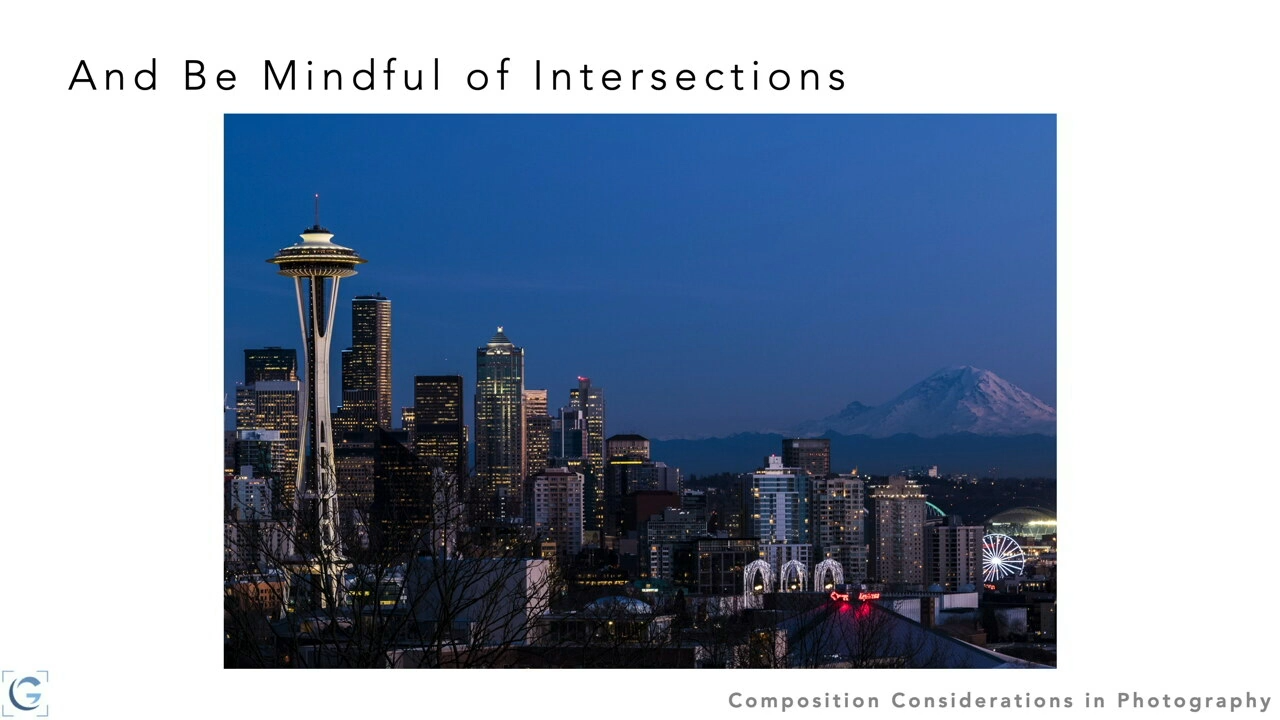 And Be Mindful of Intersections
G
Composition Considerations in Photography